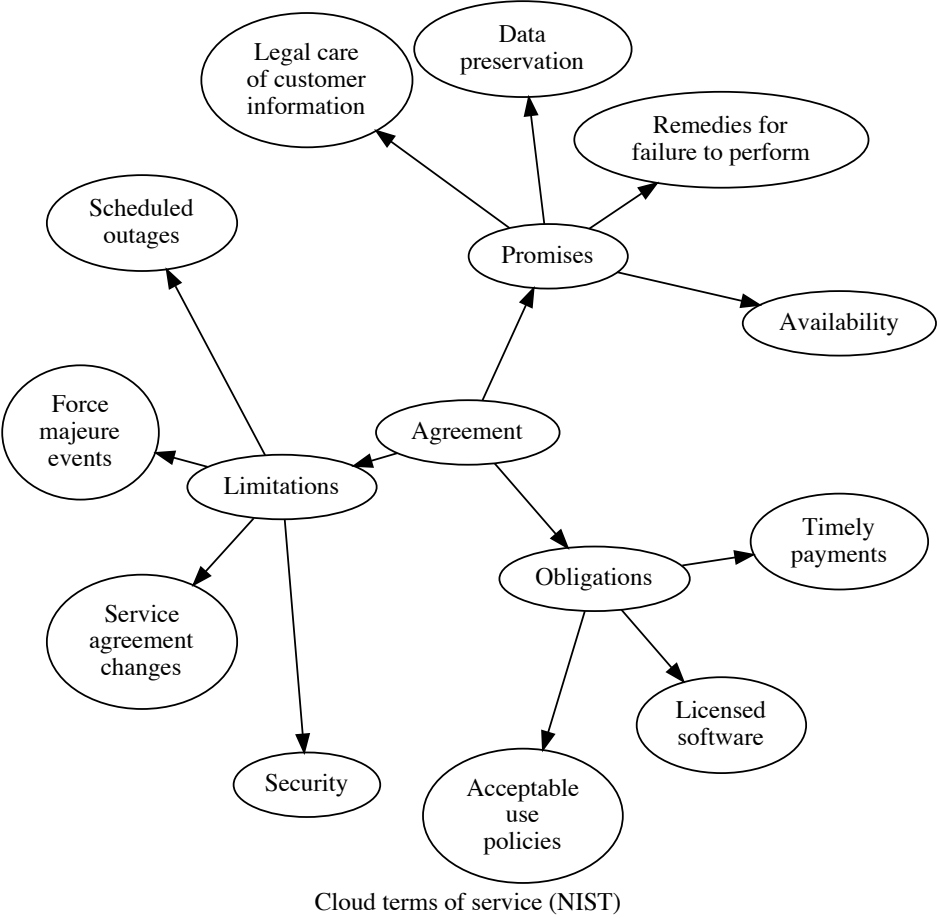 Data
preservation
Legal care
of customer
information
Remedies for
failure to perform
Scheduled
outages
Promises
Availability
Force
majeure
events
Agreement
Limitations
Timely
payments
Obligations
Service
agreement
changes
Licensed
software
Security
Acceptable
use
policies
Cloud terms of service (NIST)